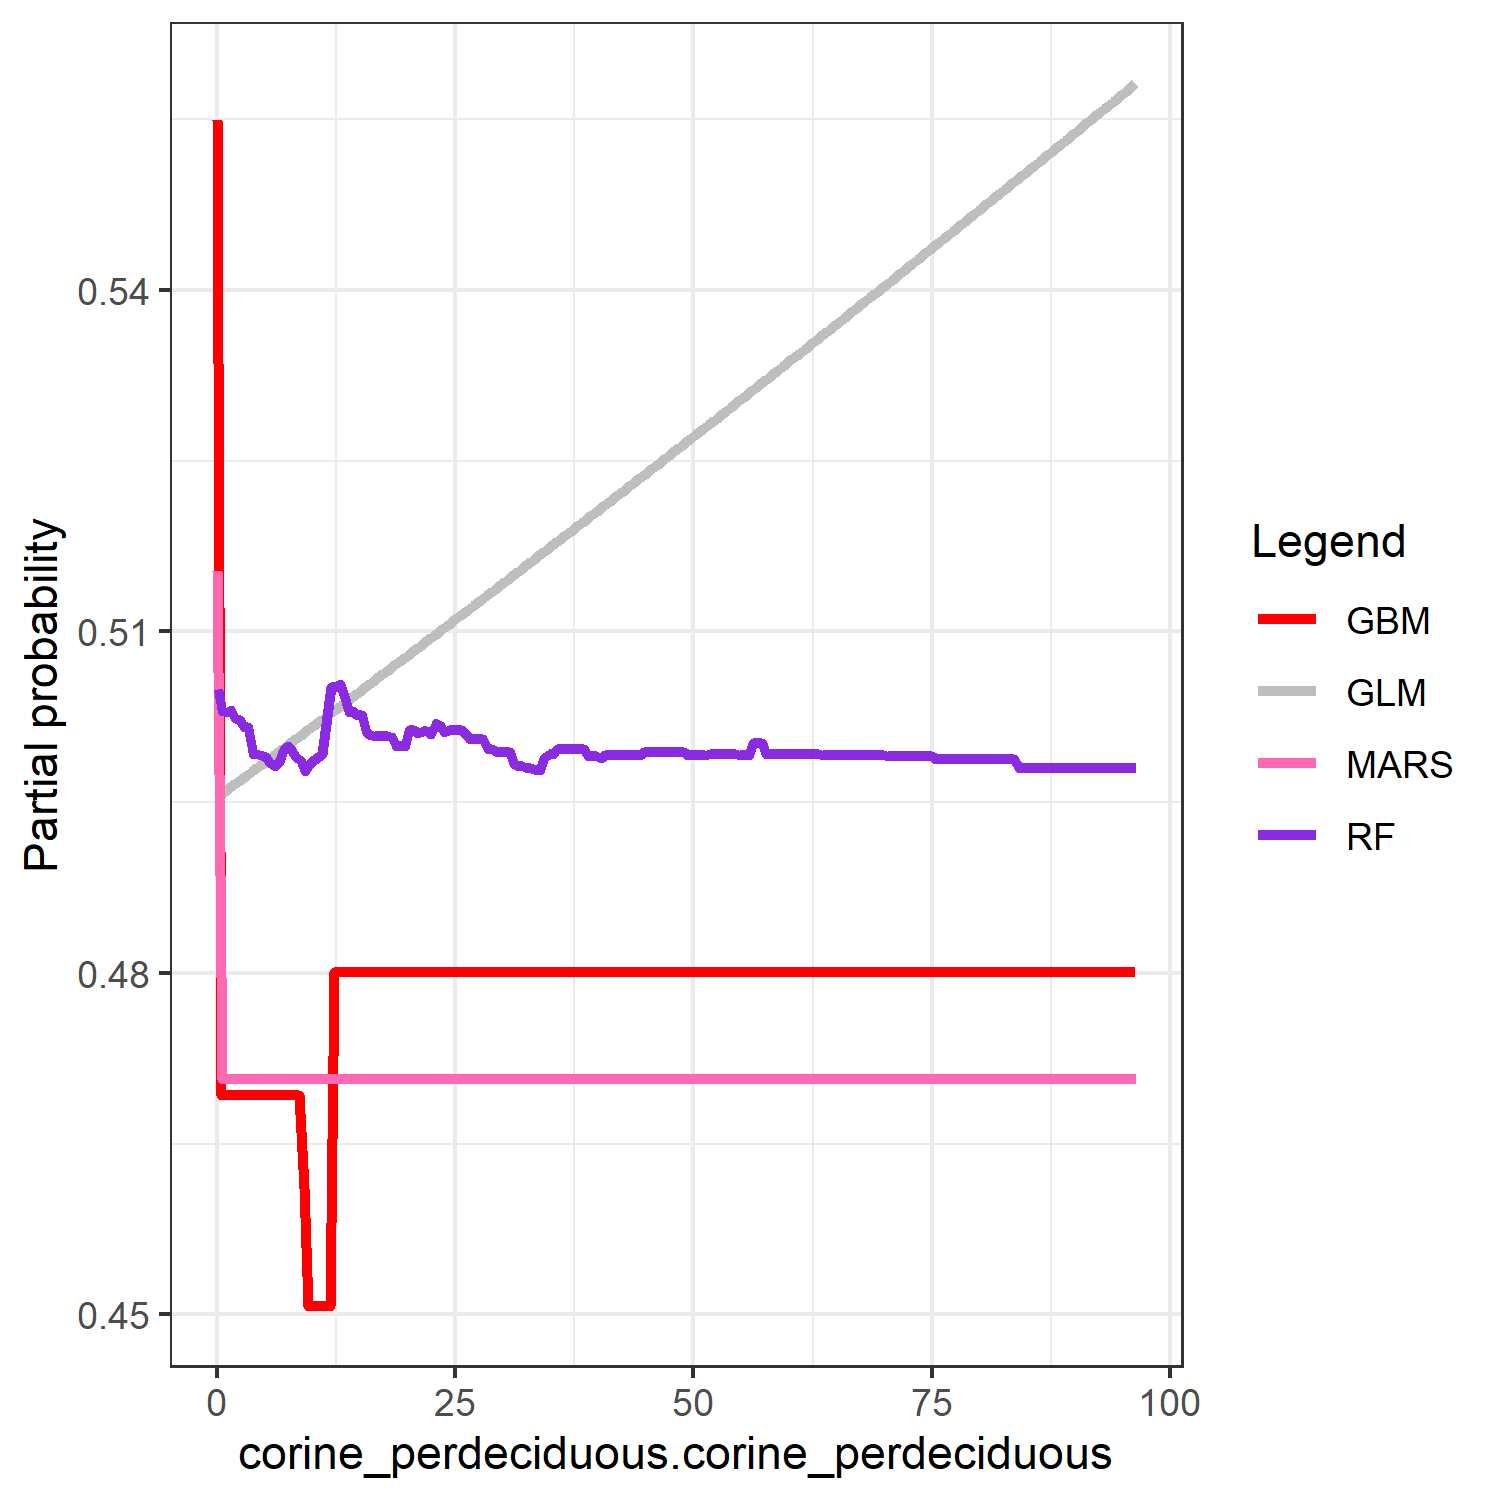 Partial probability
0.54
0.51
0.48
0.45
0
25
50
75
100
corine_perdeciduous.corine_perdeciduous
Legend
GBM
GLM
MARS
RF